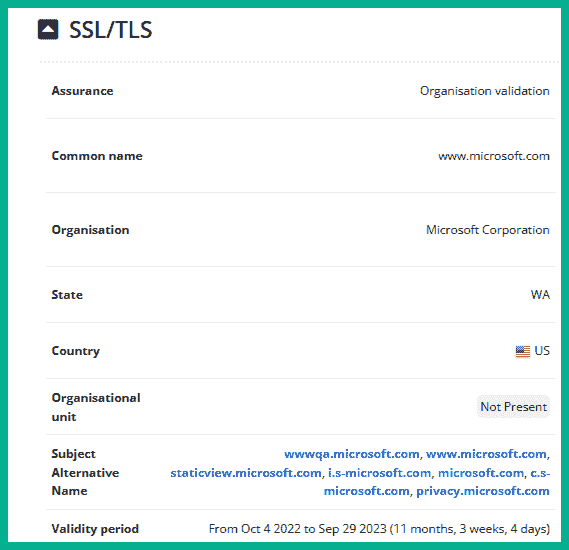 SSL/TLS
Assurance Organisation validation
Common name www.microsoft.com
Organisation Microsoft Corporation
State WA
Country US
Organisational
unit Not Present
Subject wwwqa.microsoft.com, www.microsoft.com,
Alternative staticview.microsoft.com, i.s-microsoft.com, microsoft.com, c.s-
Name microsoft.com, privacy.microsoft.com
Validity period From Oct 4 2022 to Sep 29 2023 (11 months, 3 weeks, 4 days)